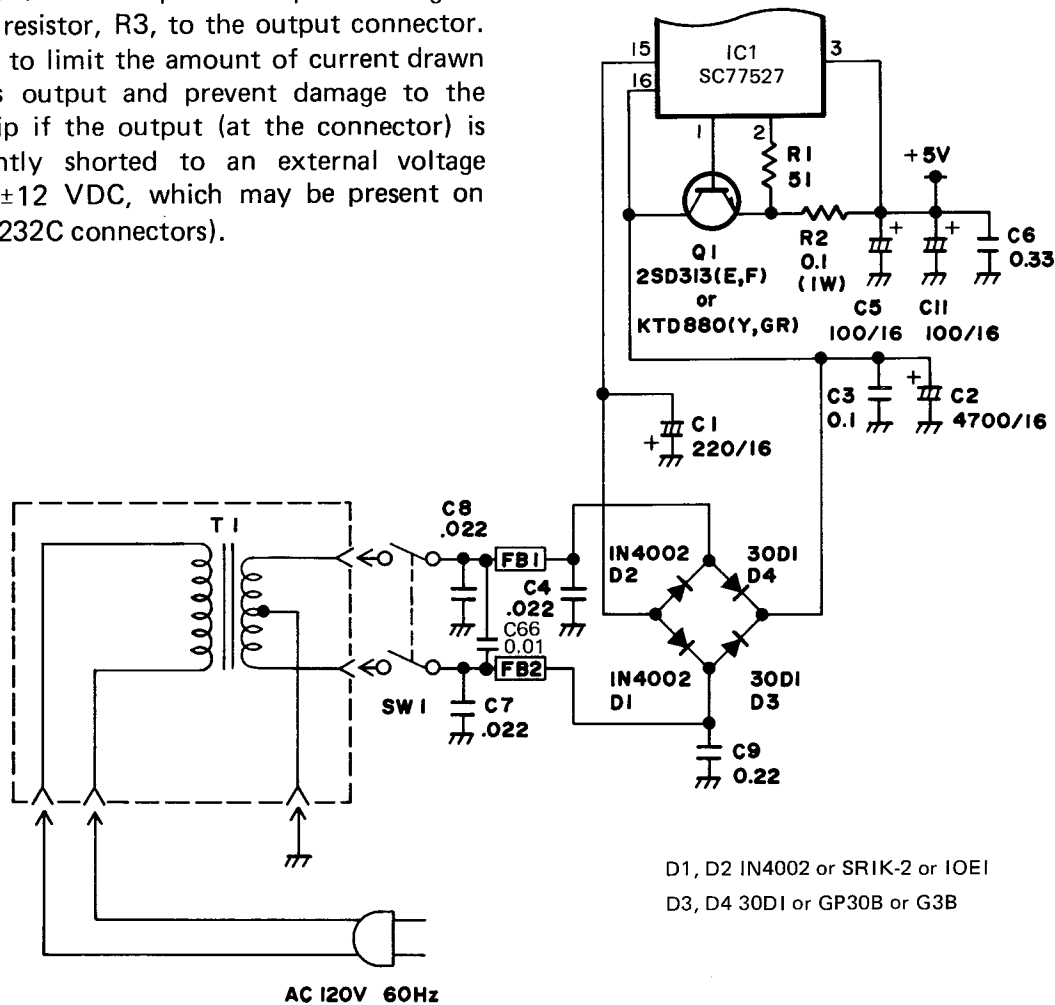 resistor, R3, to the output connector.
to limit the amount of current drawn
output and prevent damage to the
if the output (at the connector) is
shorted to an external voltage
±12 VDC, which may be present on
232C connectors).
15
IC1
SC77527
3
16
1
2
R1
51
+5V
+
+
Q1
2SD313(E,F)
or
KTD880(Y,GR)
R2
0.1
(1W)
C6
0.33
C5
100/16
C11
100/16
C3
0.1
+
C2
4700/16
+
C1
220/16
T1
C8
.022
FB1
1N4002
D2
30D1
D4
C4
.022
C66
0.01
FB2
SW1
C7
.022
1N4002
D1
30D1
D3
C9
0.22
D1, D2 IN4002 or SRIK-2 or IOEI
D3, D4 30DI or GP30B or G3B
AC 120V 60Hz